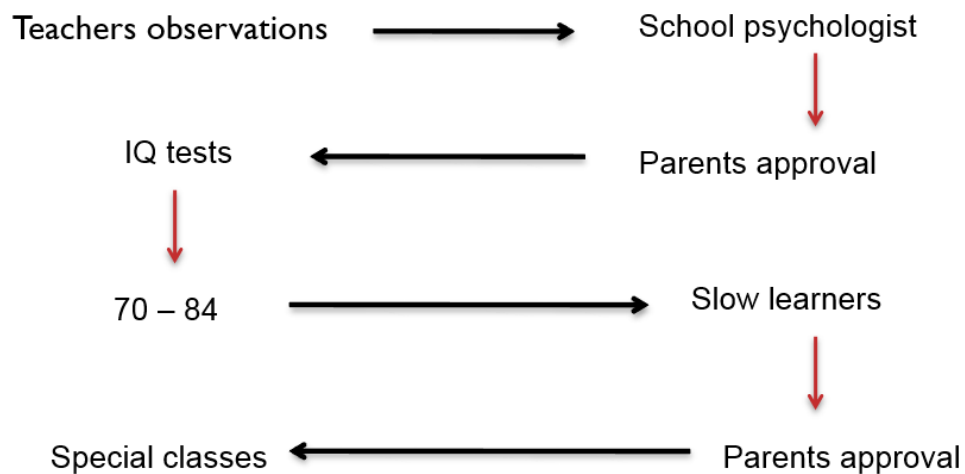 Teachers observations
School psychologist
Parents approval
IQ tests
70 – 84
Slow learners
Parents approval
Special classes